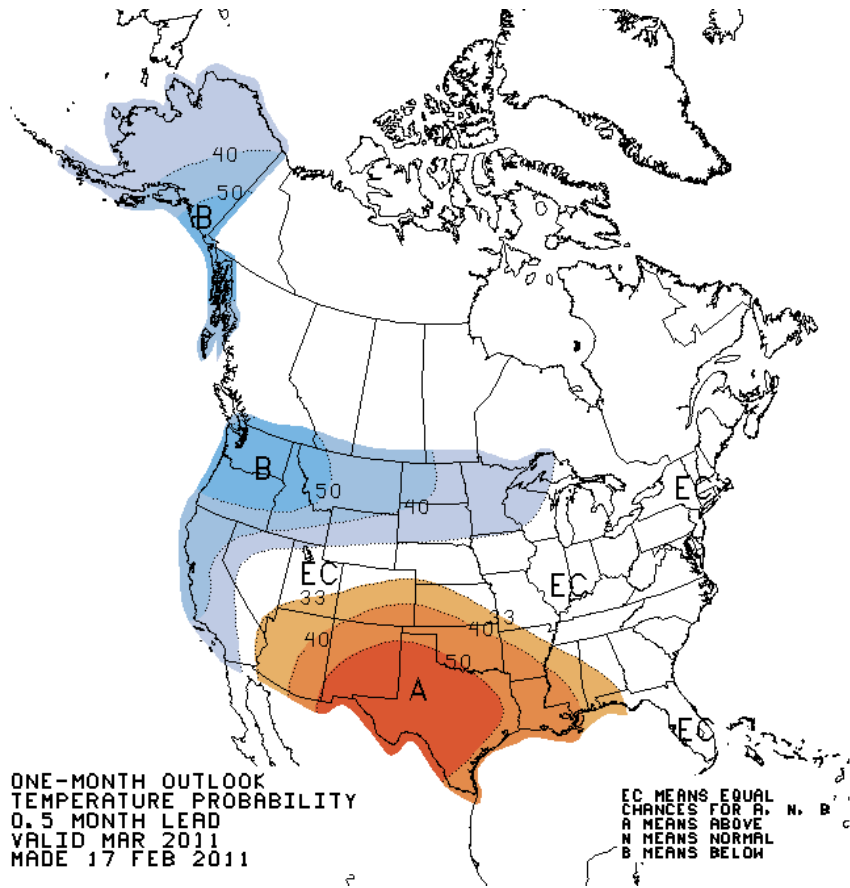 40
50
B
B
50
40
EC
EC
33
EC
33
40
40
50
A
EC
ONE-MONTH OUTLOOK
TEMPERATURE PROBABILITY
0.5 MONTH LEAD
VALID MAR 2011
MADE 17 FEB 2011
EC MEANS EQUAL
CHANCES FOR A, N, B
A MEANS ABOVE
N MEANS NORMAL
B MEANS BELOW